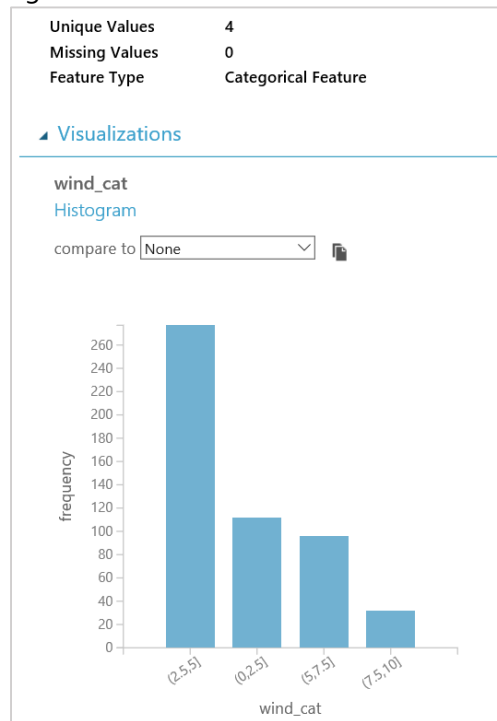 Unique Values 4
Missing Values 0
Feature Type Categorical Feature
Visualizations
wind_cat
Histogram
compare to None
frequency
260
240
220
200
180
160
140
120
100
80
60
40
20
0
(2.5,5] (0,2.5] (5,7.5] (7.5,10]
wind_cat